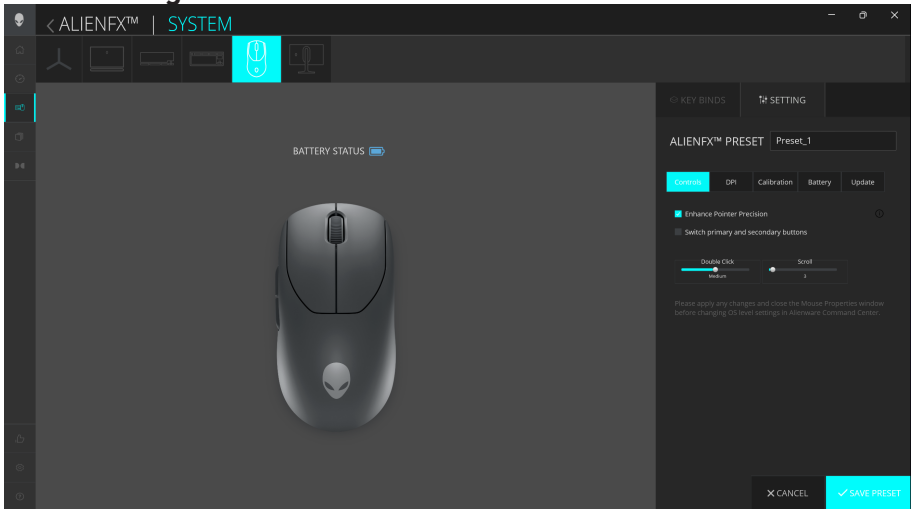 ALIENFX™ | SYSTEM
BATTERY STATUS
KEY BINDS
SETTING
ALIENFX™ PRESET Preset_1
Controls DPI Calibration Battery Update
Enhance Pointer Precision
Switch primary and secondary buttons
Double Click Scroll
Medium 3
Please apply any changes and close the Mouse Properties window
before changing OS level settings in Alienware Command Center.
CANCEL SAVE PRESET